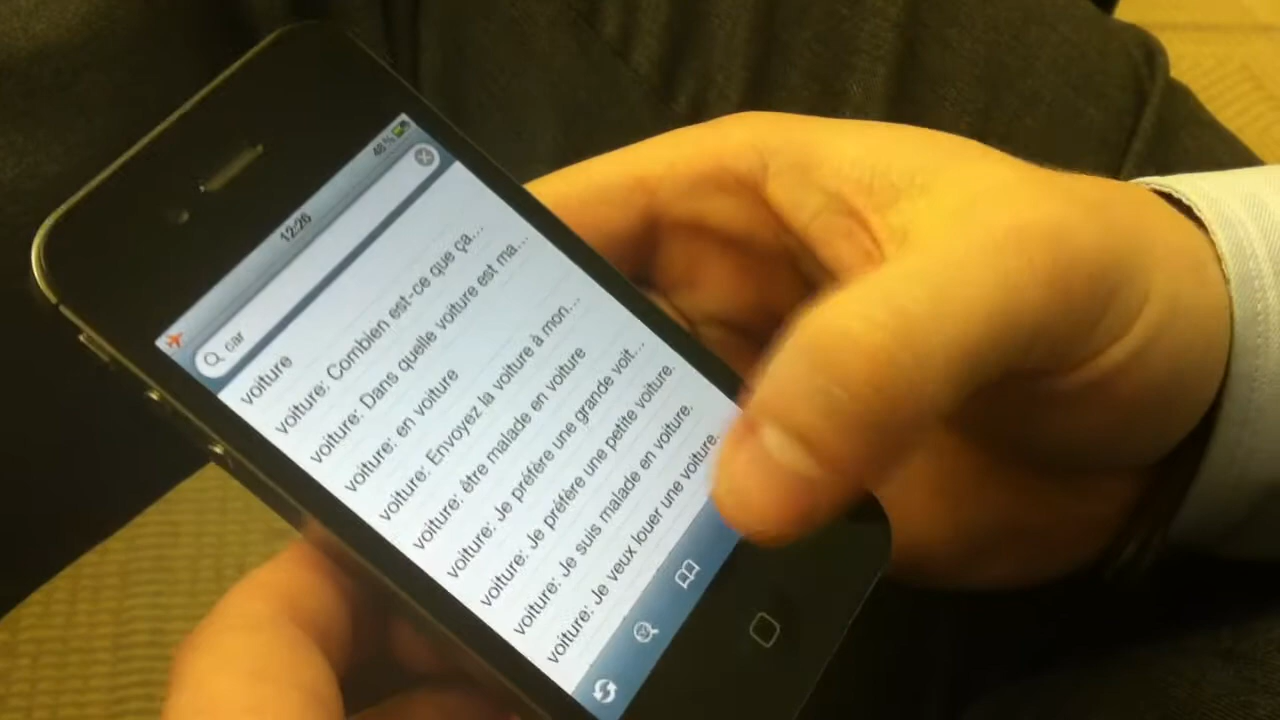 12:26 48 %
car
voiture
voiture: Combien est-ce que ça...
voiture: Dans quelle voiture est ma...
voiture: en voiture
voiture: Envoyez la voiture à mon...
voiture: être malade en voiture
voiture: Je préfère une grande voit...
voiture: Je préfère une petite voiture.
voiture: Je suis malade en voiture.
voiture: Je veux louer une voiture.